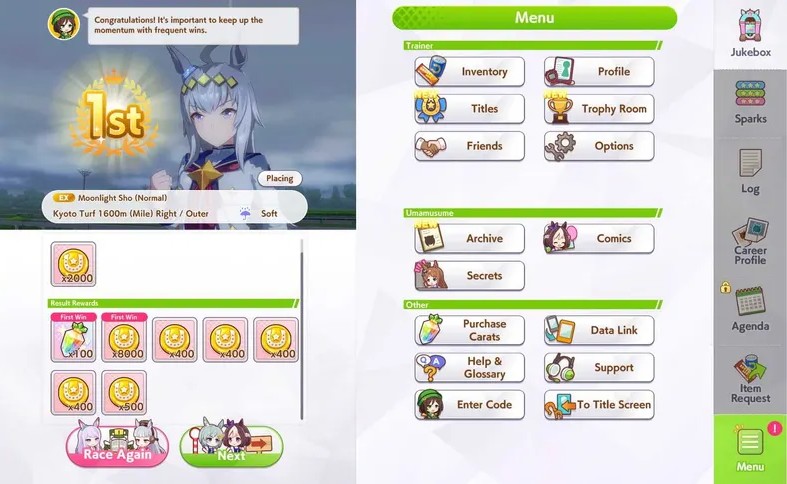 Congratulations! It's important to keep up the
momentum with frequent wins.
1st
Placing
EX Moonlight Sho (Normal)
Kyoto Turf 1600m (Mile) Right / Outer Soft
x2000
Result Rewards
First Win First Win
x100 x8000 x400 x400 x400
x400 x500
Race Again Next
Menu
Trainer
Inventory Profile
NEW NEW
Titles Trophy Room
Friends Options
Umamusume
NEW
Archive Comics
Secrets
Other
Purchase
Carats
Data Link
Q A
?
Help &
Glossary
Support
Enter Code To Title Screen
Jukebox
Sparks
Log
Career
Profile
Agenda
Item
Request
!
Menu